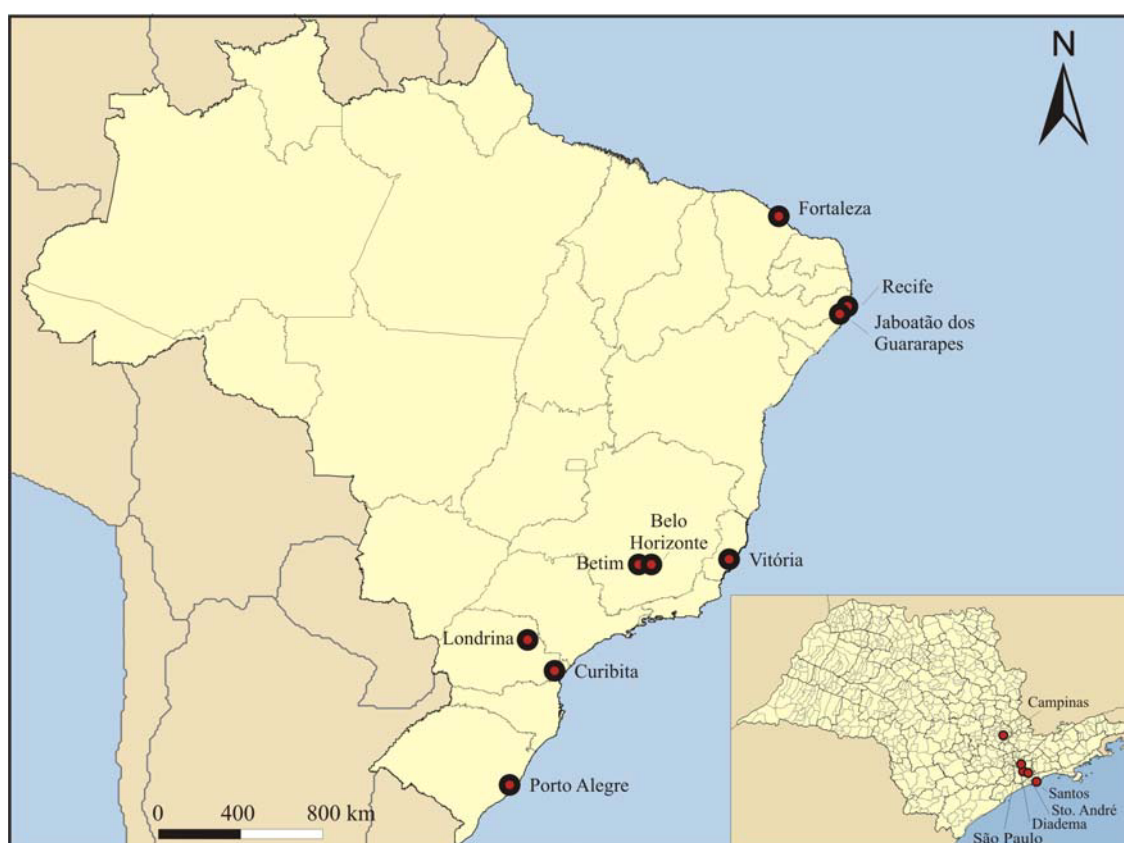 N
Fortaleza
Recife
Jaboatão dos
Guararapes
Belo
Horizonte
Betim
Vitória
Londrina
Curibita
Porto Alegre
0 400 800 km
Campinas
Santos
Sto. André
Diadema
São Paulo